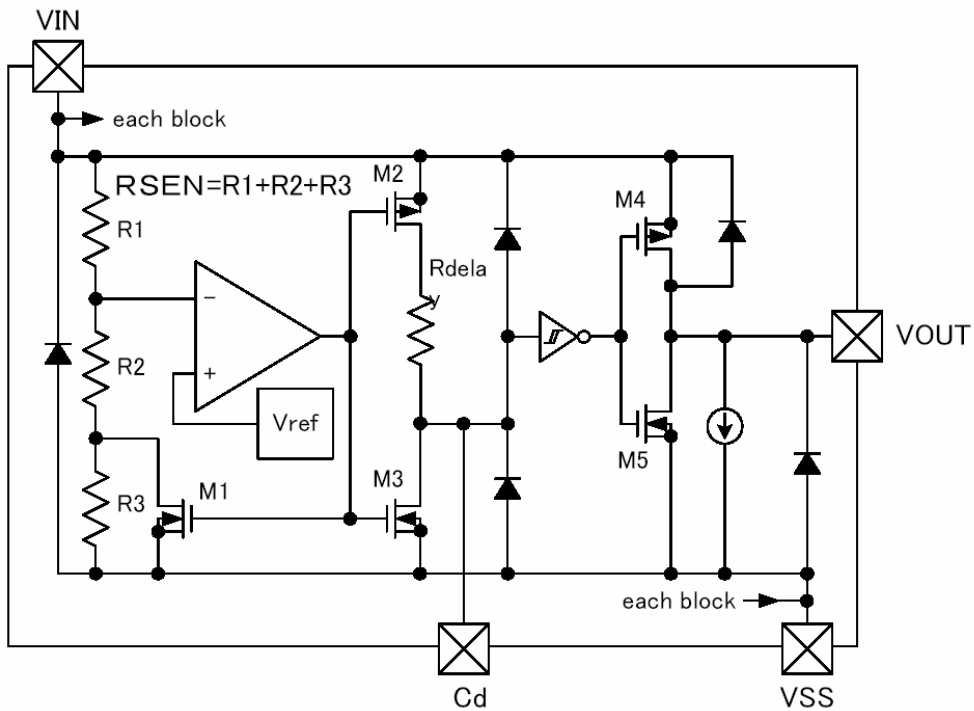 VIN
each block
RSEN=R1+R2+R3
M2
M4
R1
Rdela
y
−
VOUT
R2
+
Vref
M5
R3
M1
M3
each block
Cd
VSS